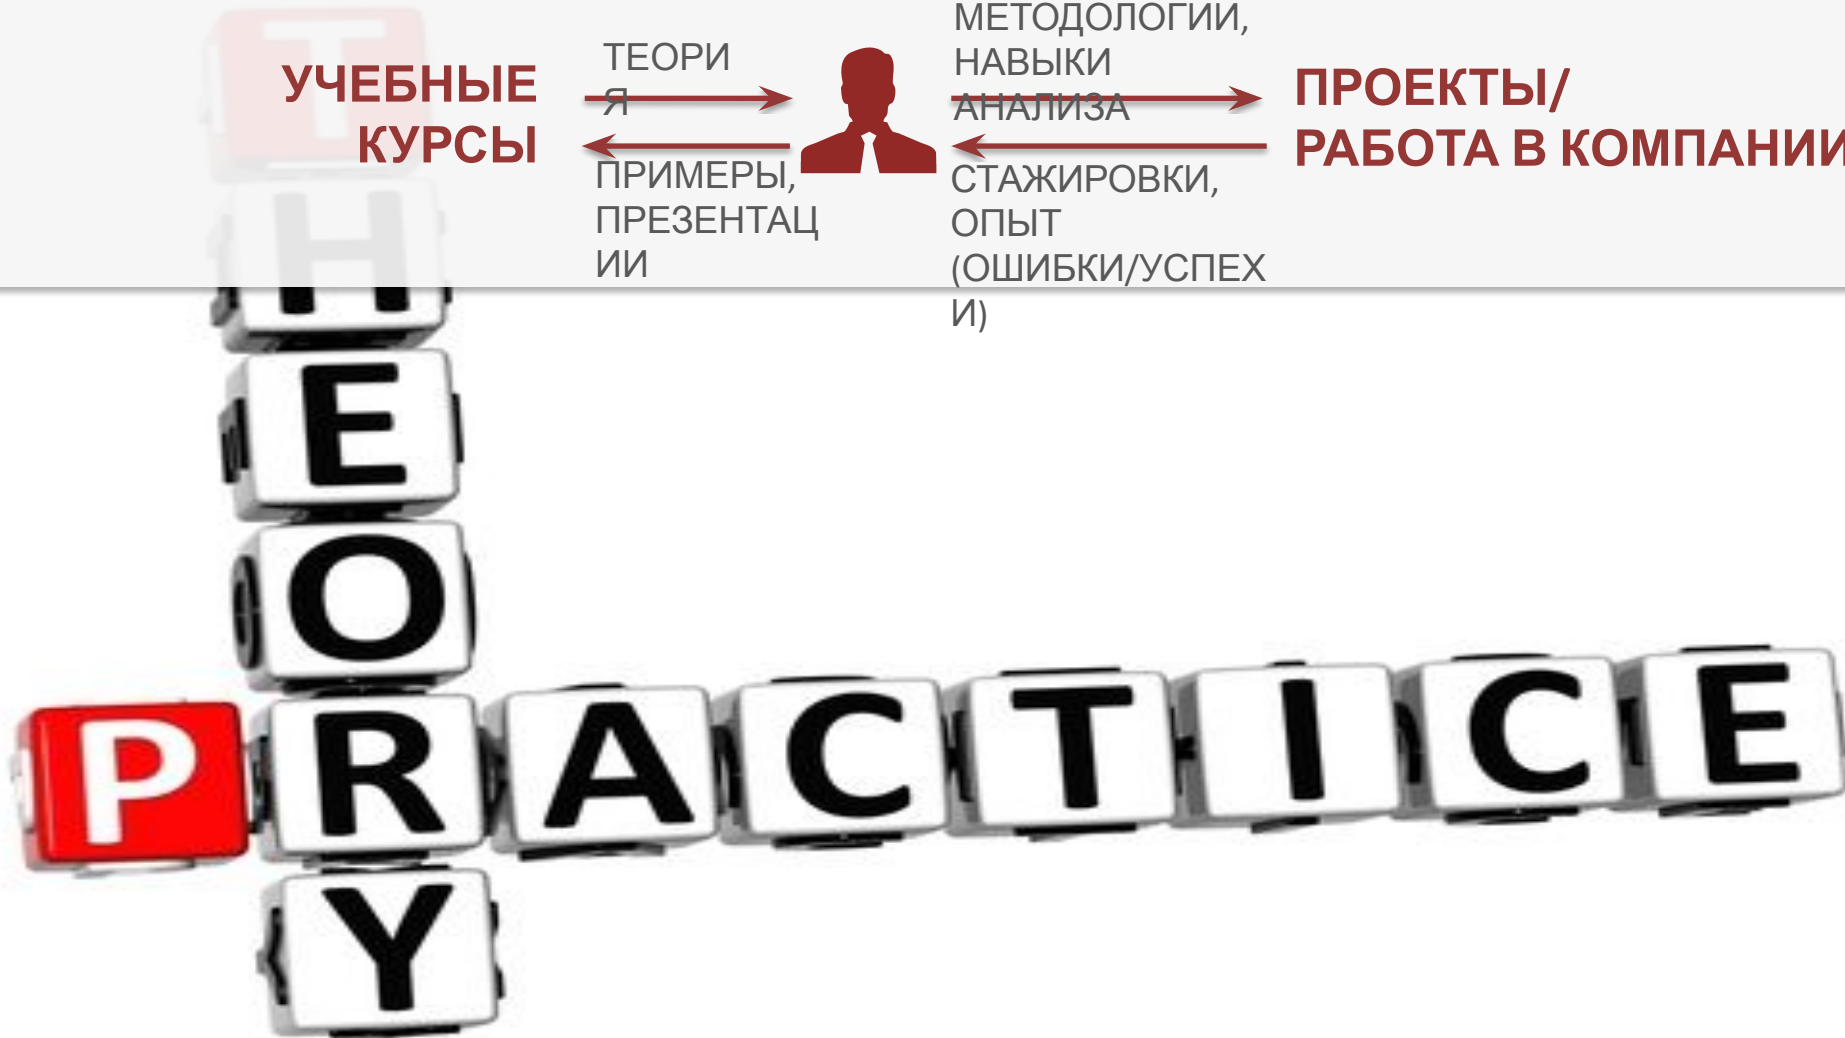 УЧЕБНЫЕ
КУРСЫ
ТЕОРИ
Я
ПРИМЕРЫ,
ПРЕЗЕНТАЦ
ИИ
МЕТОДОЛОГИИ,
НАВЫКИ
АНАЛИЗА
СТАЖИРОВКИ,
ОПЫТ
(ОШИБКИ/УСПЕХ
И)
ПРОЕКТЫ/
РАБОТА В КОМПАНИИ
THEORY
PRACTICE